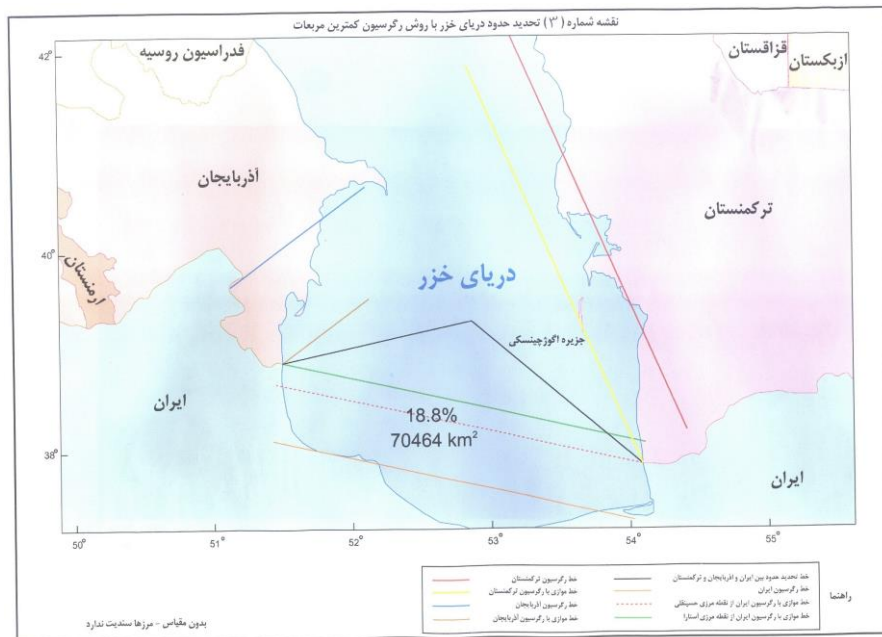 نقشه شماره (۳) تحدید حدود دریای خزر با روش رگرسیون کمترین مربعات
42°
40°
38°
فدراسیون روسیه
قزاقستان
ازبکستان
آذربایجان
ترکمنستان
ارمنستان
دریای خزر
جزیره اگوژچینسکی
ایران
18.8%
70464 km²
ایران
50° 51° 52° 53° 54° 55°
راهنما
خط تحدید حدود بین ایران و آذربایجان و ترکمنستان
خط رگرسیون ایران
خط موازی با رگرسیون ایران از نقطه مرزی حسینقلی
خط موازی با رگرسیون ایران از نقطه مرزی آستارا
خط رگرسیون ترکمنستان
خط موازی با رگرسیون ترکمنستان
خط رگرسیون آذربایجان
خط موازی با رگرسیون آذربایجان
بدون مقیاس - مرزها سندیت ندارد